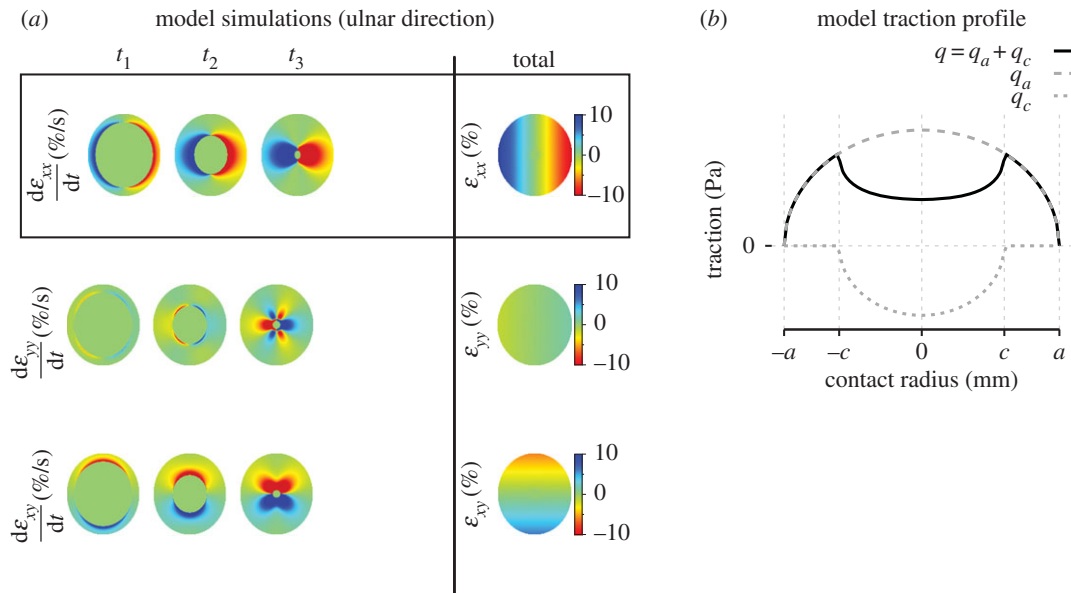 (a) model simulations (ulnar direction)
t1 t2 t3 total
dεxx/dt (%/s)
εxx (%)
10
0
−10
dεyy/dt (%/s)
εyy (%)
10
0
−10
dεxy/dt (%/s)
εxy (%)
10
0
−10
(b) model traction profile
q = qa + qc
qa
qc
traction (Pa)
0
−a −c 0 c a
contact radius (mm)